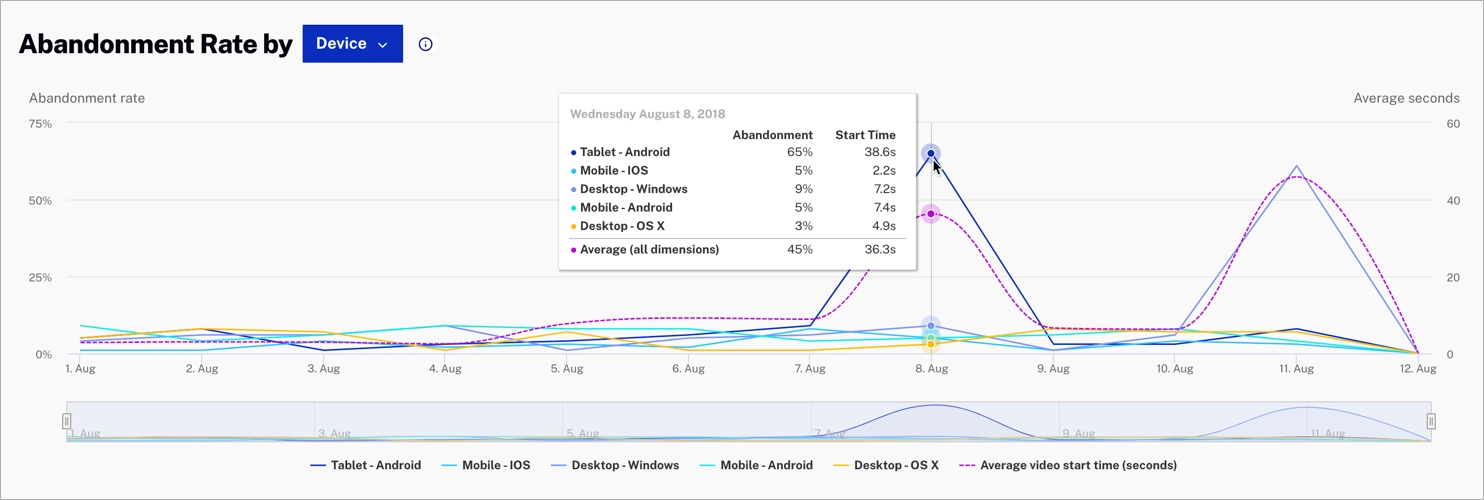 Abandonment Rate by Device
Abandonment rate Average seconds
75% 60
50% 40
25% 20
0% 0
Wednesday August 8, 2018
Abandonment Start Time
Tablet - Android 65% 38.6s
Mobile - IOS 5% 2.2s
Desktop - Windows 9% 7.2s
Mobile - Android 5% 7.4s
Desktop - OS X 3% 4.9s
Average (all dimensions) 45% 36.3s
1. Aug 2. Aug 3. Aug 4. Aug 5. Aug 6. Aug 7. Aug 8. Aug 9. Aug 10. Aug 11. Aug 12. Aug
1. Aug 3. Aug 5. Aug 7. Aug 9. Aug 11. Aug
Tablet - Android Mobile - IOS Desktop - Windows Mobile - Android Desktop - OS X Average video start time (seconds)